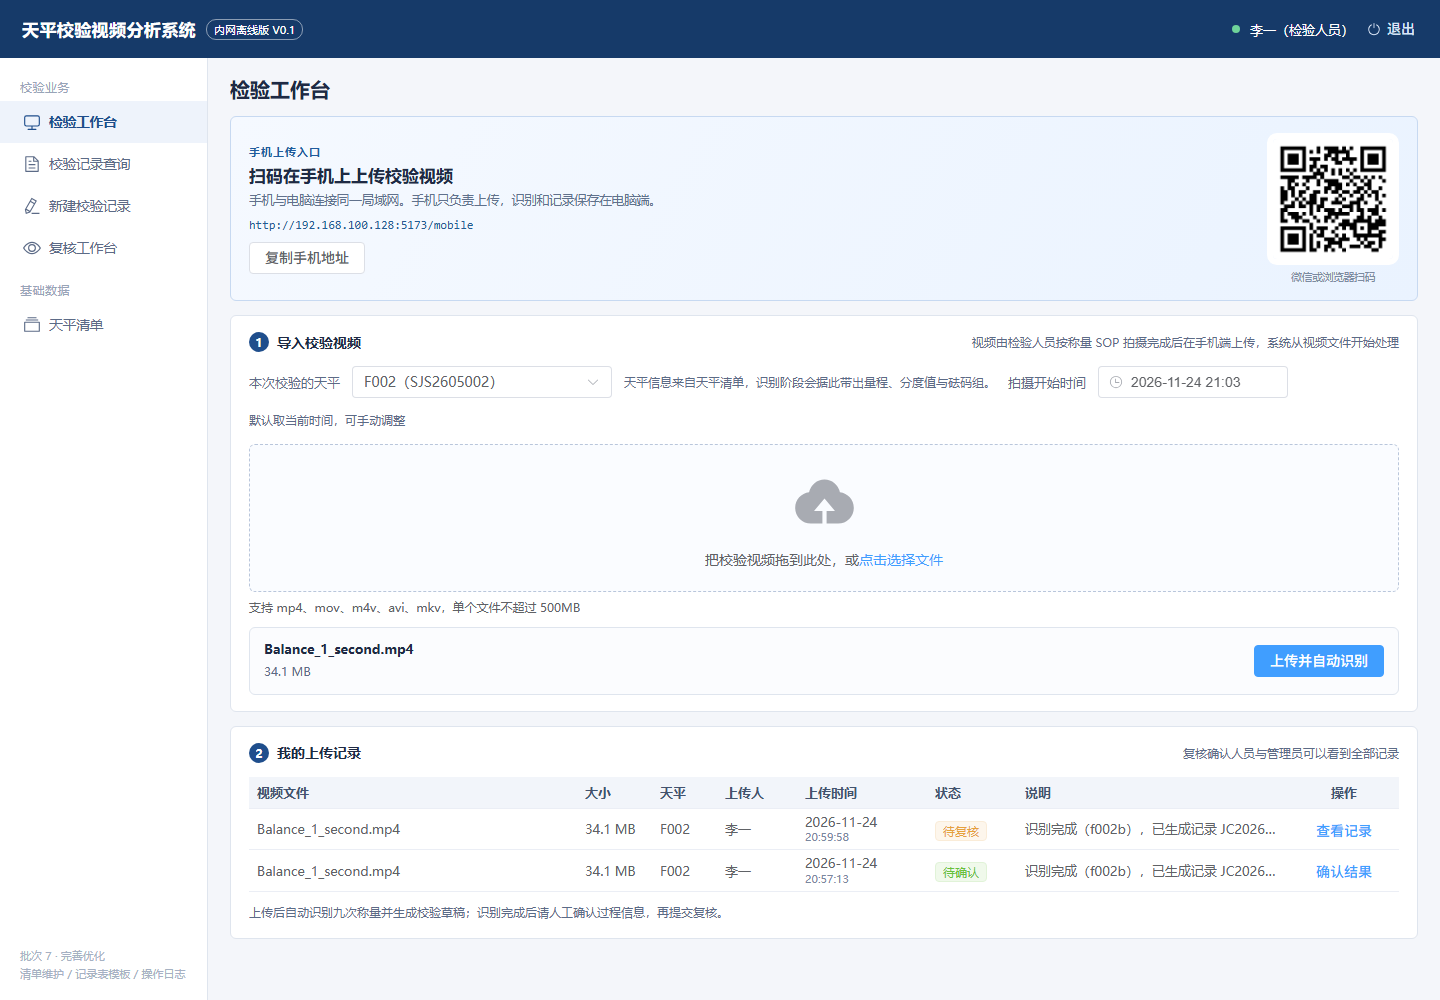 天平校验视频分析系统
内网离线版 V0.1
李一（检验人员）
退出
校验业务
检验工作台
校验记录查询
新建校验记录
复核工作台
基础数据
天平清单
批次 7 · 完善优化
清单维护 / 记录表模板 / 操作日志
检验工作台
手机上传入口
扫码在手机上上传校验视频
手机与电脑连接同一局域网。手机只负责上传，识别和记录保存在电脑端。
http://192.168.100.128:5173/mobile
复制手机地址
微信或浏览器扫码
1 导入校验视频
视频由检验人员按称量 SOP 拍摄完成后在手机端上传，系统从视频文件开始处理
本次校验的天平 F002（SJS2605002） 天平信息来自天平清单，识别阶段会据此带出量程、分度值与砝码组。 拍摄开始时间 2026-11-24 21:03
默认取当前时间，可手动调整
把校验视频拖到此处，或点击选择文件
支持 mp4、mov、m4v、avi、mkv，单个文件不超过 500MB
Balance_1_second.mp4
34.1 MB
上传并自动识别
2 我的上传记录
复核确认人员与管理员可以看到全部记录
视频文件 大小 天平 上传人 上传时间 状态 说明 操作
Balance_1_second.mp4 34.1 MB F002 李一 2026-11-24 20:59:58 待复核 识别完成（f002b），已生成记录 JC2026... 查看记录
Balance_1_second.mp4 34.1 MB F002 李一 2026-11-24 20:57:13 待确认 识别完成（f002b），已生成记录 JC2026... 确认结果
上传后自动识别九次称量并生成校验草稿；识别完成后请人工确认过程信息，再提交复核。